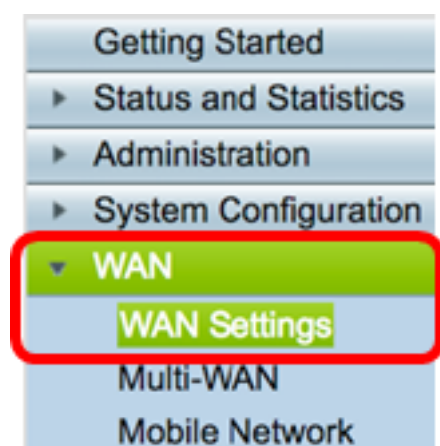 Getting Started
Status and Statistics
Administration
System Configuration
WAN
WAN Settings
Multi-WAN
Mobile Network